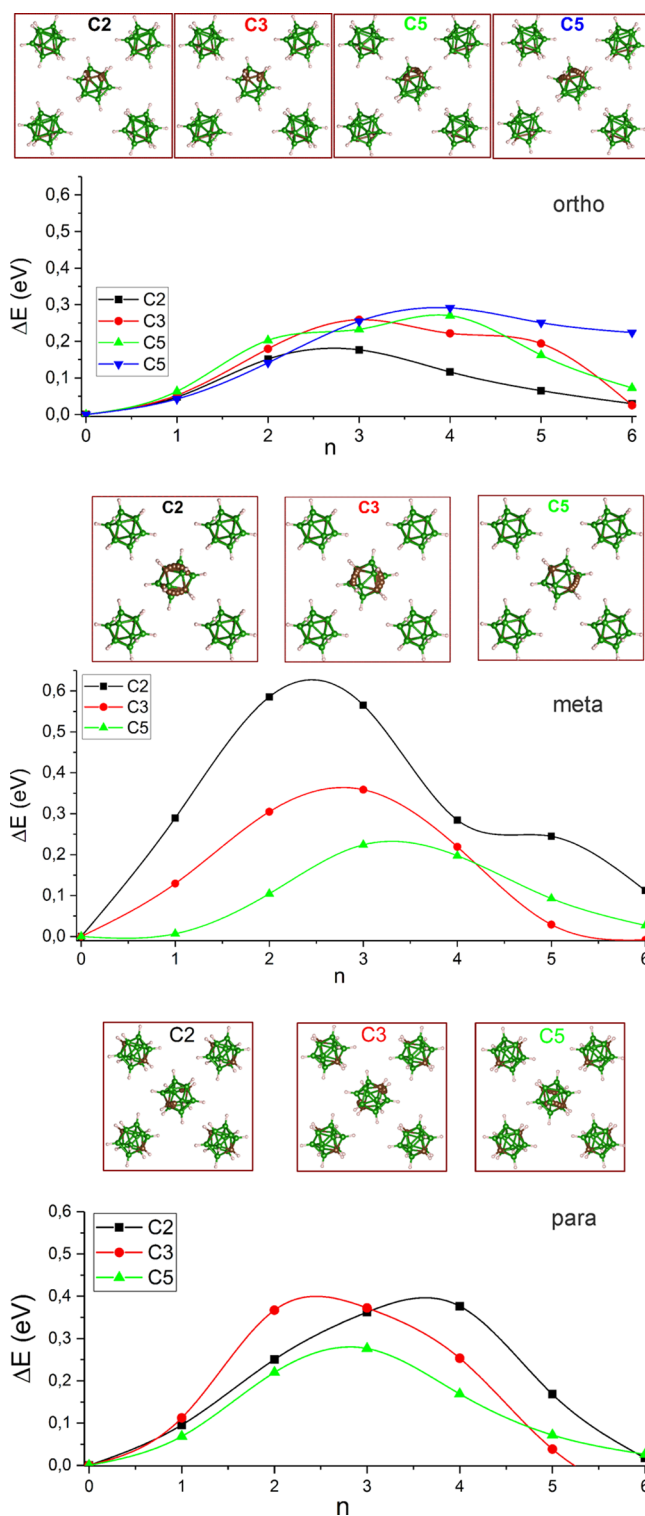 C2 C3 C5 C5
ortho
0,6
0,5
0,4
0,3
0,2
0,1
0,0
ΔE (eV)
C2
C3
C5
C5
0 1 2 3 4 5 6
n
C2 C3 C5
meta
0,6
0,5
0,4
0,3
0,2
0,1
0,0
ΔE (eV)
C2
C3
C5
0 1 2 3 4 5 6
n
C2 C3 C5
para
0,6
0,5
0,4
0,3
0,2
0,1
0,0
ΔE (eV)
C2
C3
C5
0 1 2 3 4 5 6
n